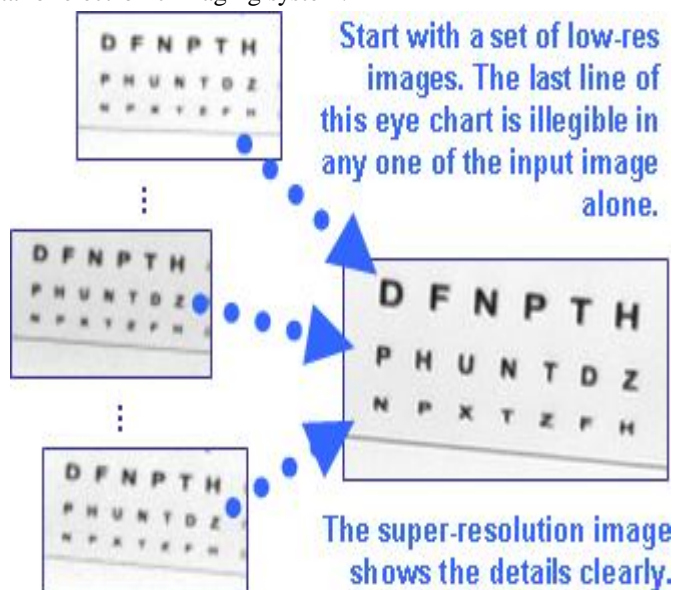 Start with a set of low-res
images. The last line of
this eye chart is illegible in
any one of the input image
alone.
D F N P T H
P H U N T D Z
D F N P T H
P H U N T D Z
D F N P T H
P H U N T D Z
N P X T Z F H
D F N P T H
P H U N T D Z
The super-resolution image
shows the details clearly.